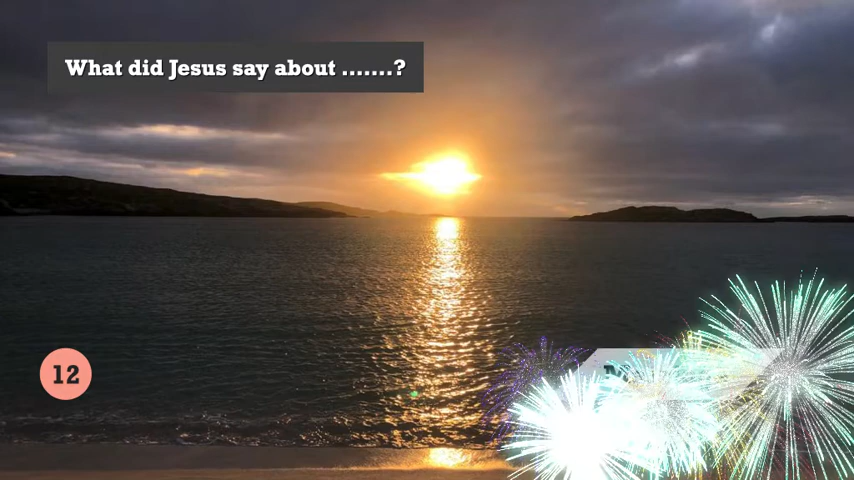 What did Jesus say about .......?
12